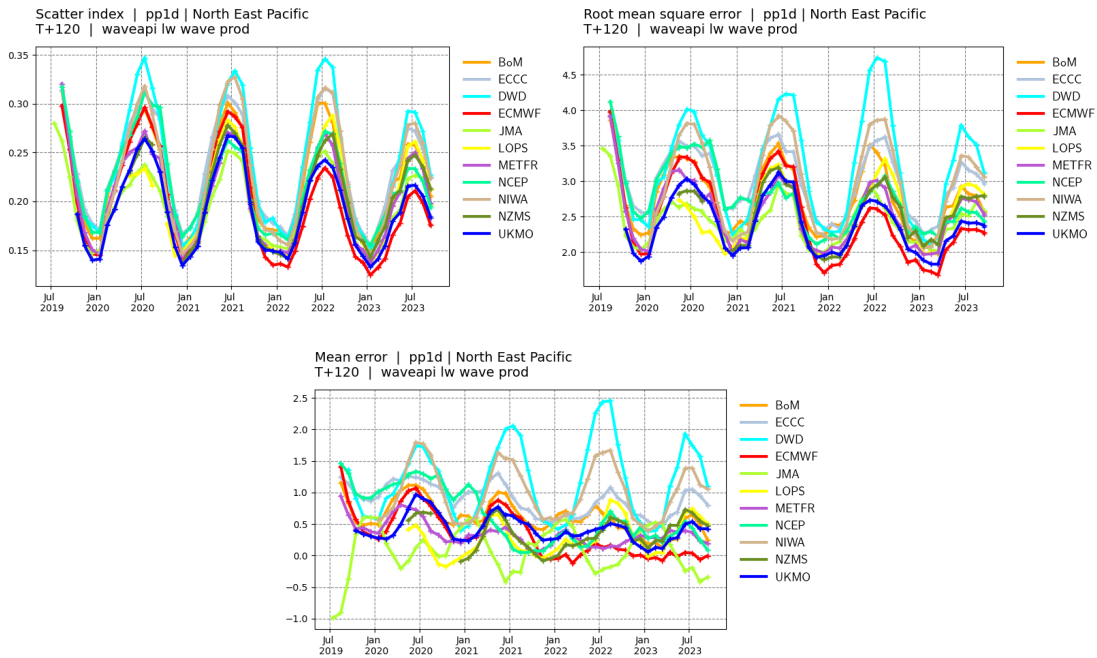 Scatter index | pp1d | North East Pacific
T+120 | waveapi lw wave prod
0.35
0.30
0.25
0.20
0.15
Jul 2019
Jan 2020
Jul 2020
Jan 2021
Jul 2021
Jan 2022
Jul 2022
Jan 2023
Jul 2023
BoM
ECCC
DWD
ECMWF
JMA
LOPS
METFR
NCEP
NIWA
NZMS
UKMO
Root mean square error | pp1d | North East Pacific
T+120 | waveapi lw wave prod
4.5
4.0
3.5
3.0
2.5
2.0
Jul 2019
Jan 2020
Jul 2020
Jan 2021
Jul 2021
Jan 2022
Jul 2022
Jan 2023
Jul 2023
BoM
ECCC
DWD
ECMWF
JMA
LOPS
METFR
NCEP
NIWA
NZMS
UKMO
Mean error | pp1d | North East Pacific
T+120 | waveapi lw wave prod
2.5
2.0
1.5
1.0
0.5
0.0
−0.5
−1.0
Jul 2019
Jan 2020
Jul 2020
Jan 2021
Jul 2021
Jan 2022
Jul 2022
Jan 2023
Jul 2023
BoM
ECCC
DWD
ECMWF
JMA
LOPS
METFR
NCEP
NIWA
NZMS
UKMO